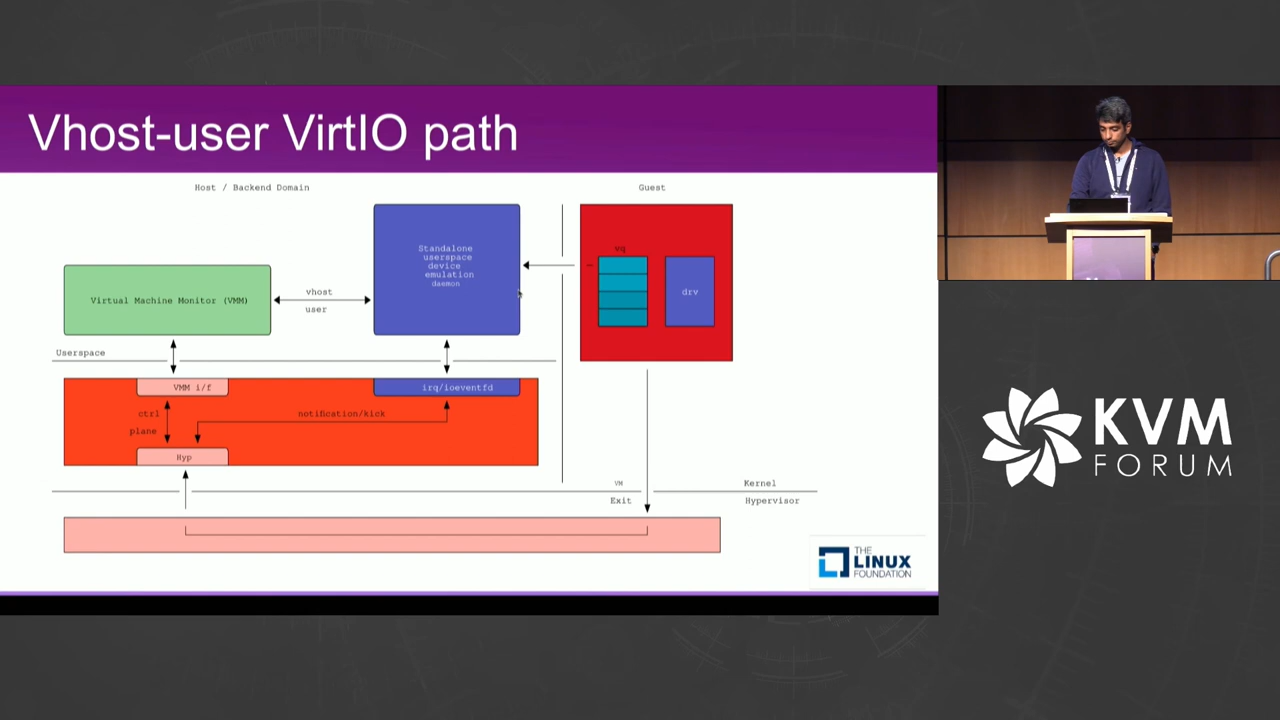 Vhost-user VirtIO path
Host / Backend Domain
Guest
Standalone
userspace
device
emulation
daemon
vq
drv
Virtual Machine Monitor (VMM)
vhost
user
Userspace
VMM i/f
irq/ioeventfd
ctrl
plane
notification/kick
Hyp
VM
Exit
Kernel
Hypervisor
THE
LINUX
FOUNDATION
KVM
FORUM